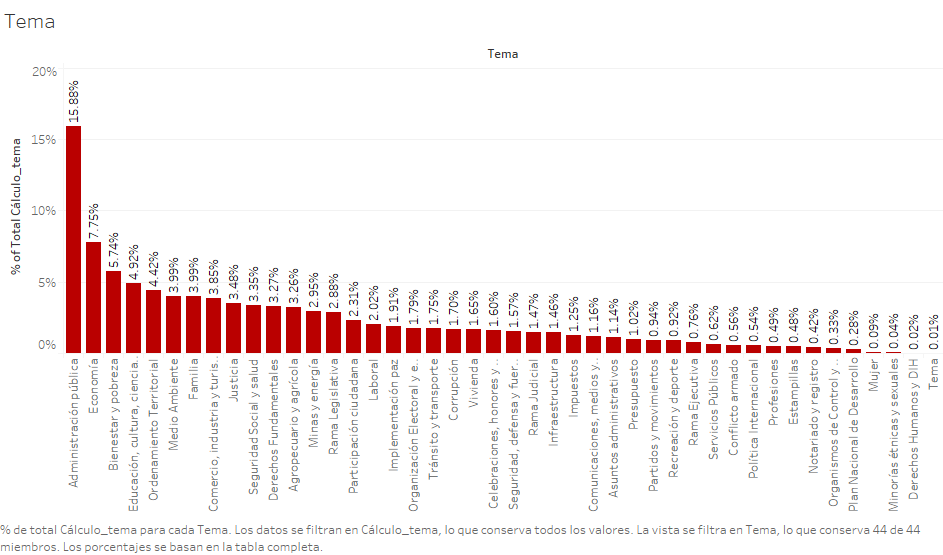 Tema
Tema
% of Total Cálculo_tema
20%
15%
10%
5%
0%
15.88%
7.75%
5.74%
4.92%
4.42%
3.99%
3.99%
3.85%
3.48%
3.35%
3.27%
3.26%
2.95%
2.88%
2.31%
2.02%
1.91%
1.79%
1.75%
1.70%
1.65%
1.60%
1.57%
1.47%
1.46%
1.25%
1.16%
1.14%
1.02%
0.94%
0.92%
0.76%
0.62%
0.56%
0.54%
0.49%
0.48%
0.42%
0.33%
0.28%
0.09%
0.04%
0.02%
0.01%
Administración pública
Economía
Bienestar y pobreza
Educación, cultura, ciencia..
Ordenamiento Territorial
Medio Ambiente
Familia
Comercio, industria y turis..
Justicia
Seguridad Social y salud
Derechos Fundamentales
Agropecuario y agrícola
Minas y energía
Rama Legislativa
Participación ciudadana
Laboral
Implementación paz
Organización Electoral y e..
Tránsito y transporte
Corrupción
Vivienda
Celebraciones, honores y ..
Seguridad, defensa y fuer..
Rama Judicial
Infraestructura
Impuestos
Comunicaciones, medios y..
Asuntos administrativos
Presupuesto
Partidos y movimientos
Recreación y deporte
Rama Ejecutiva
Servicios Públicos
Conflicto armado
Política Internacional
Profesiones
Estampillas
Notariado y registro
Organismos de Control y ..
Plan Nacional de Desarrollo
Mujer
Minorías étnicas y sexuales
Derechos Humanos y DIH
Tema
% de total Cálculo_tema para cada Tema. Los datos se filtran en Cálculo_tema, lo que conserva todos los valores. La vista se filtra en Tema, lo que conserva 44 de 44
miembros. Los porcentajes se basan en la tabla completa.